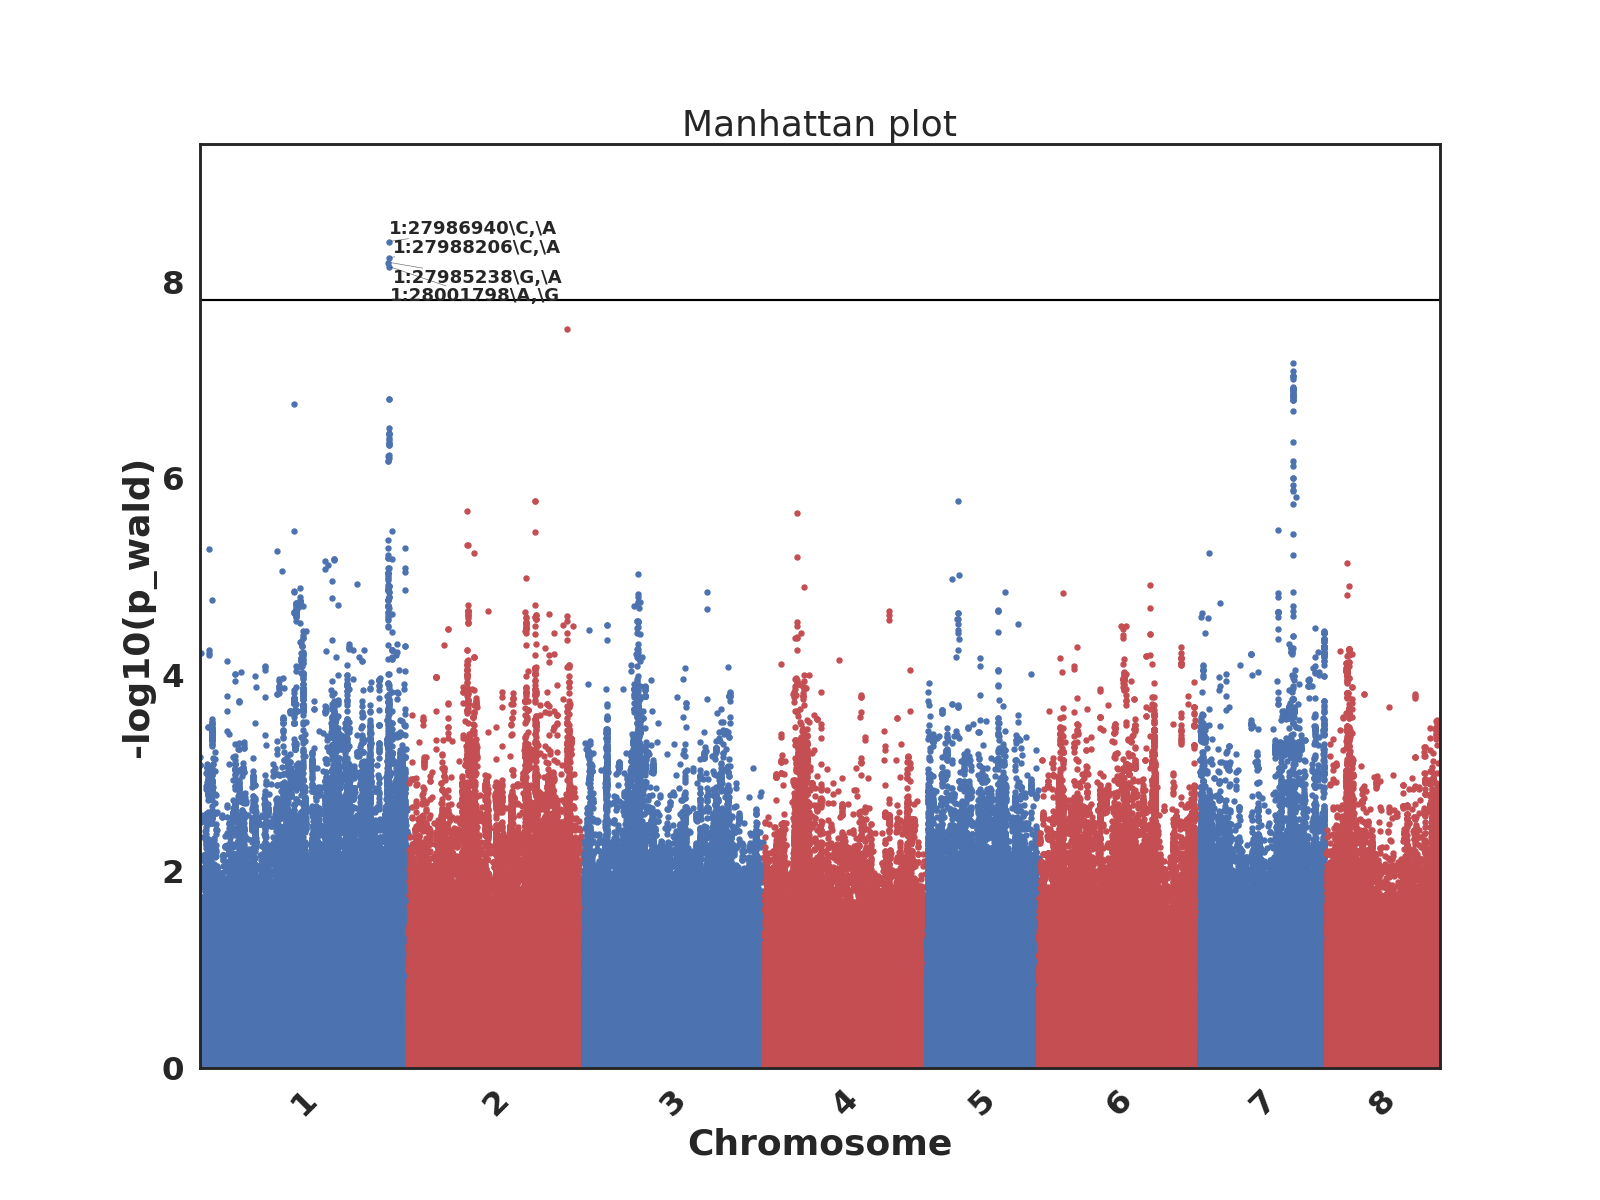 Manhattan plot
1:27986940\C,\A
1:27988206\C,\A
1:27985238\G,\A
1:28001798\A,\G
8
6
4
2
0
-log10(p_wald)
1 2 3 4 5 6 7 8
Chromosome